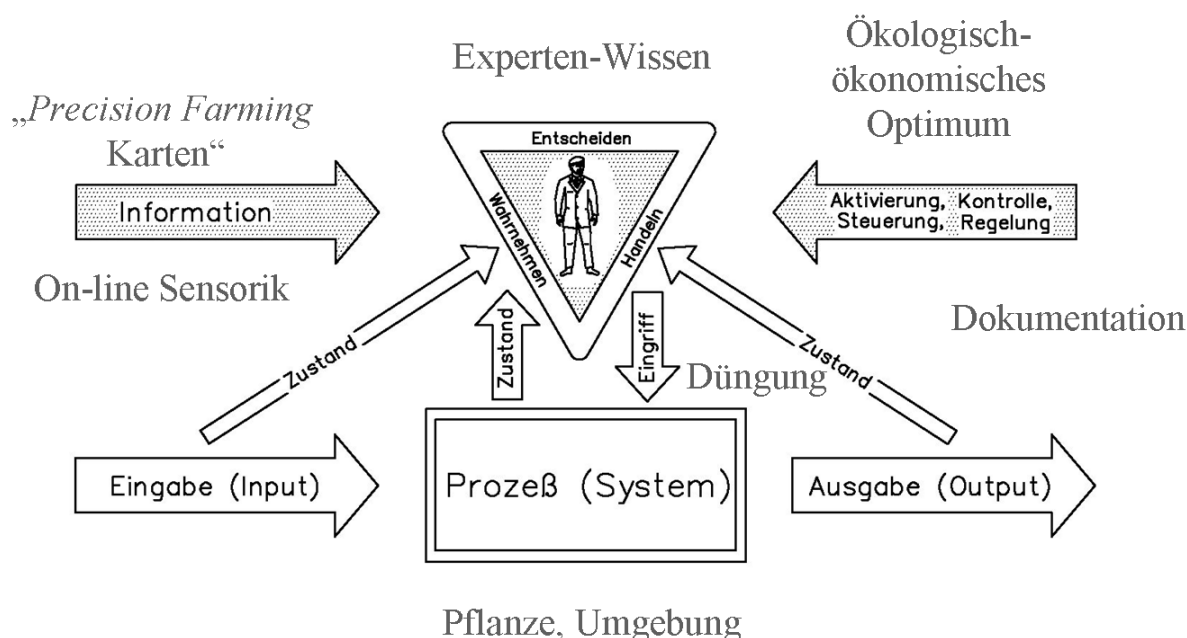 Experten-Wissen
Ökologisch-
ökonomisches
Optimum
„Precision Farming
Karten“
Entscheiden
Wahrnehmen
Handeln
Information
Aktivierung, Kontrolle,
Steuerung, Regelung
On-line Sensorik
Dokumentation
Zustand
Zustand
Eingriff
Düngung
Zustand
Eingabe (Input)
Prozeß (System)
Ausgabe (Output)
Pflanze, Umgebung